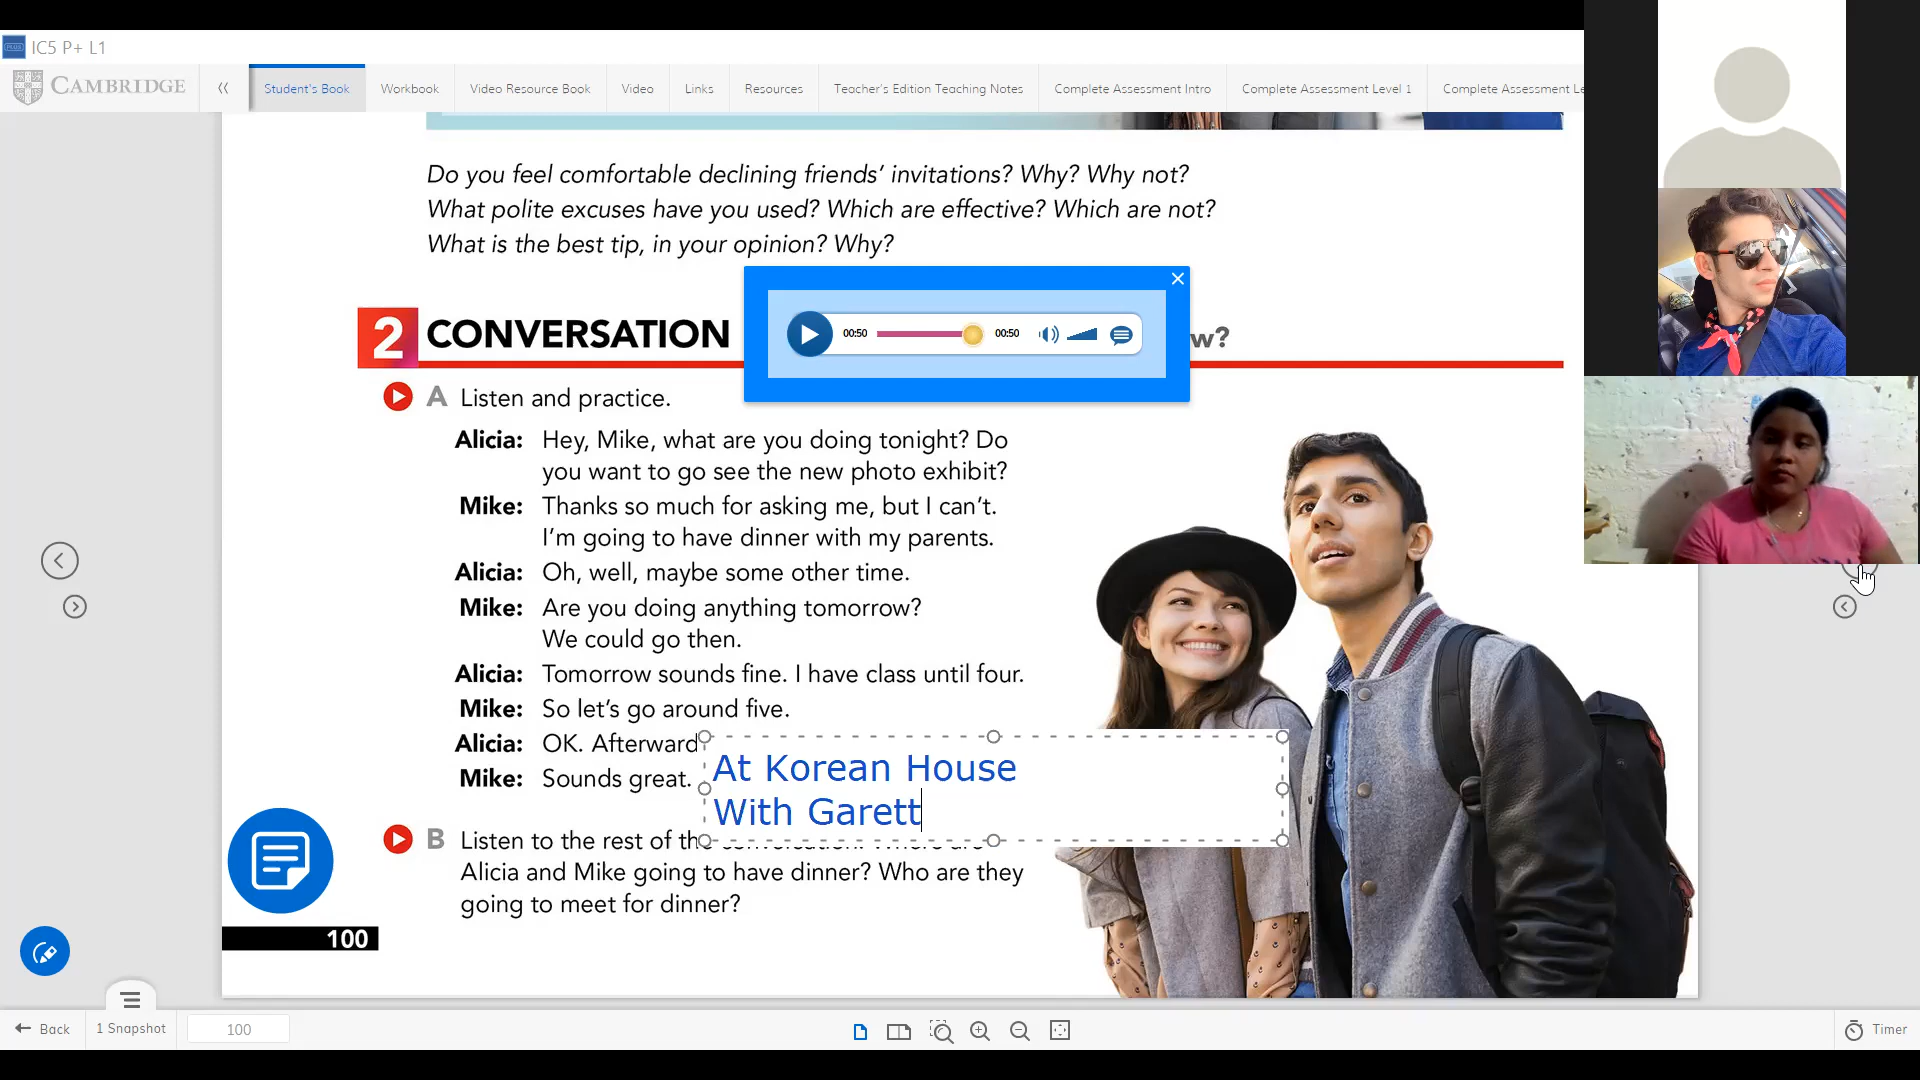 IC5 P+ L1
CAMBRIDGE
Student's Book
Workbook
Video Resource Book
Video
Links
Resources
Teacher's Edition Teaching Notes
Complete Assessment Intro
Complete Assessment Level 1
Complete Assessment Le
Do you feel comfortable declining friends' invitations? Why? Why not?
What polite excuses have you used? Which are effective? Which are not?
What is the best tip, in your opinion? Why?
2 CONVERSATION
w?
00:50
00:50
A Listen and practice.
Alicia: Hey, Mike, what are you doing tonight? Do
you want to go see the new photo exhibit?
Mike: Thanks so much for asking me, but I can't.
I'm going to have dinner with my parents.
Alicia: Oh, well, maybe some other time.
Mike: Are you doing anything tomorrow?
We could go then.
Alicia: Tomorrow sounds fine. I have class until four.
Mike: So let's go around five.
Alicia: OK. Afterward
Mike: Sounds great.
At Korean House
With Garett
B Listen to the rest of the conversation. Where are
Alicia and Mike going to have dinner? Who are they
going to meet for dinner?
100
Back
1 Snapshot
100
Timer